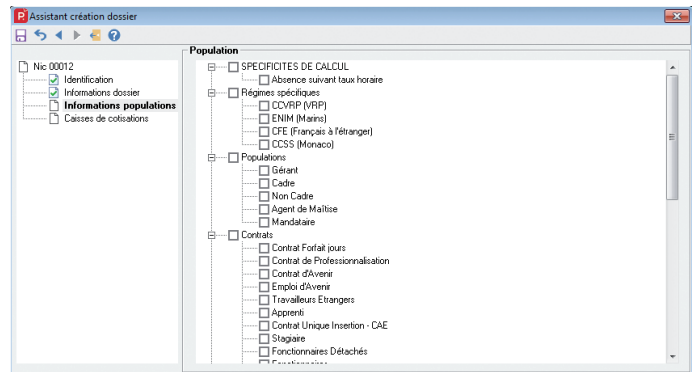 Assistant création dossier
Nic 00012
Identification
Informations dossier
Informations populations
Caisses de cotisations
Population
SPECIFICITES DE CALCUL
Absence suivant taux horaire
Régimes spécifiques
CCVRP (VRP)
ENIM (Marins)
CFE (Français à l'étranger)
CCSS (Monaco)
Populations
Gérant
Cadre
Non Cadre
Agent de Maîtise
Mandataire
Contrats
Contrat Forfait jours
Contrat de Professionnalisation
Contrat d'Avenir
Emploi d'Avenir
Travailleurs Etrangers
Apprenti
Contrat Unique Insertion - CAE
Stagiaire
Fonctionnaires Détachés